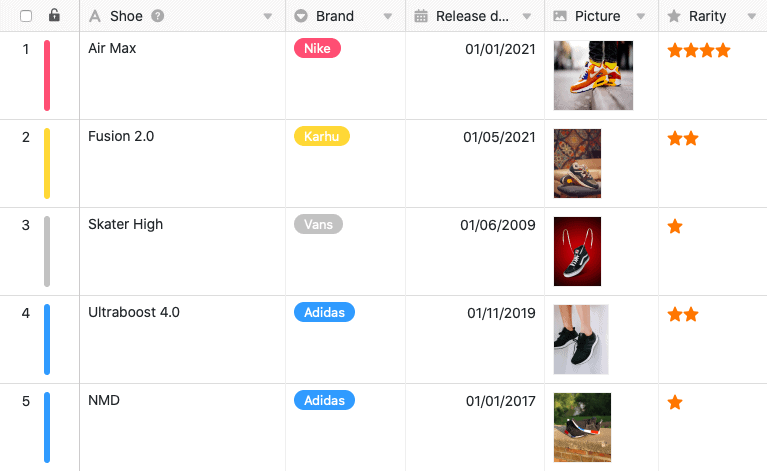 Shoe Brand Release d... Picture Rarity
1 Air Max Nike 01/01/2021
2 Fusion 2.0 Karhu 01/05/2021
3 Skater High Vans 01/06/2009
4 Ultraboost 4.0 Adidas 01/11/2019
5 NMD Adidas 01/01/2017